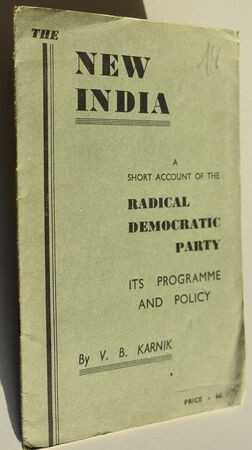 THE
NEW
INDIA
A
SHORT ACCOUNT OF THE
RADICAL
DEMOCRATIC
PARTY
ITS PROGRAMME
AND POLICY
By V. B. KARNIK
PRICE -